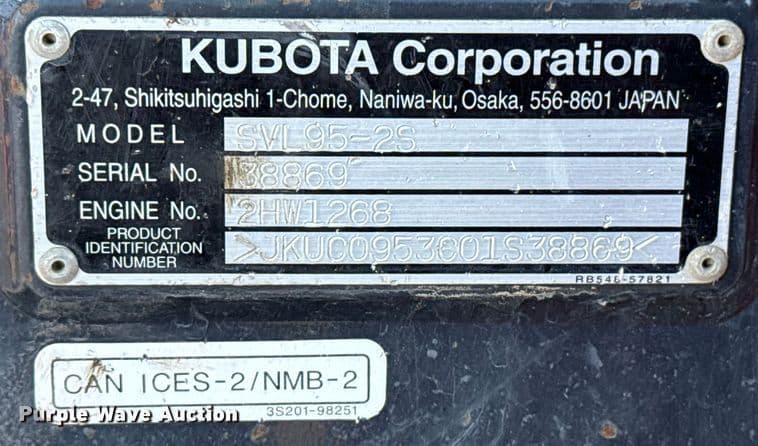 KUBOTA Corporation
2-47, Shikitsuhigashi 1-Chome, Naniwa-ku, Osaka, 556-8601 JAPAN
MODEL SVL95-2S
SERIAL No. 38869
ENGINE No. 2HW1268
PRODUCT IDENTIFICATION NUMBER >JKUC0953C01S38869<
RB546-57821
CAN ICES-2/NMB-2
3S201-98251
Purple Wave Auction